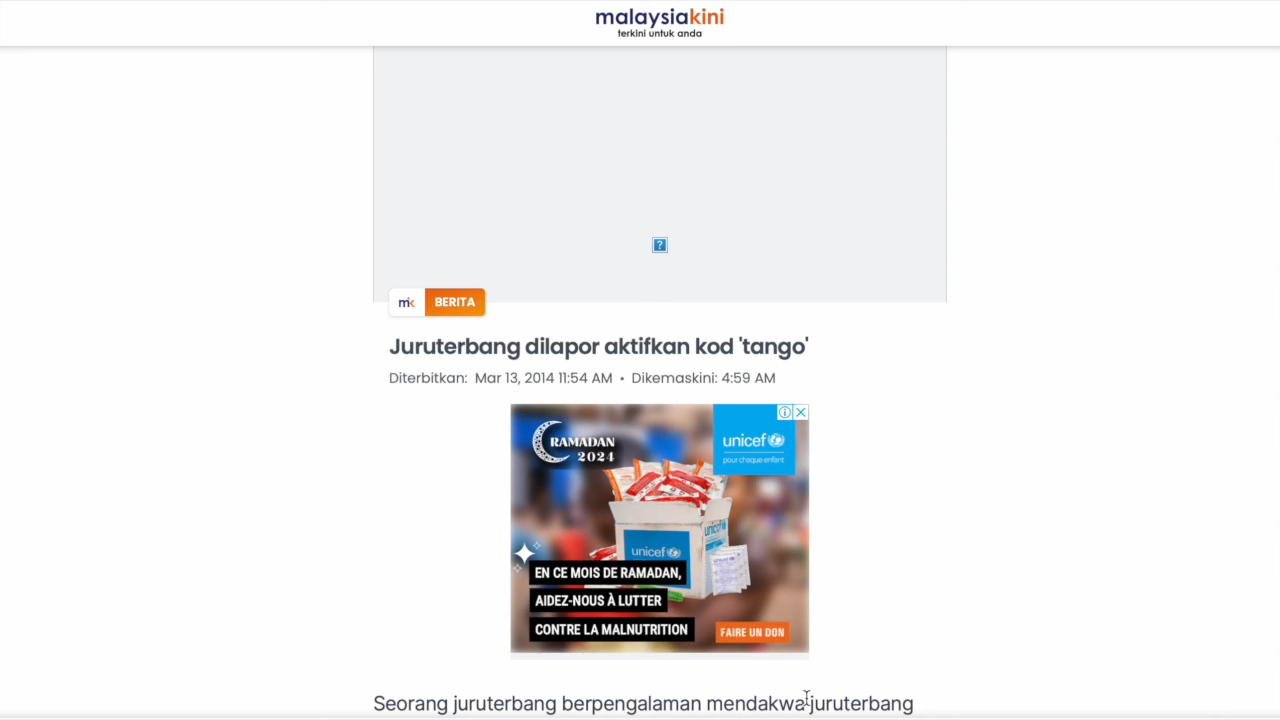 malaysiakini
terkini untuk anda
?
mk BERITA
Juruterbang dilapor aktifkan kod 'tango'
Diterbitkan: Mar 13, 2014 11:54 AM • Dikemaskini: 4:59 AM
RAMADAN
2024
unicef
pour chaque enfant
unicef
unicef
EN CE MOIS DE RAMADAN,
AIDEZ-NOUS À LUTTER
CONTRE LA MALNUTRITION
FAIRE UN DON
Seorang juruterbang berpengalaman mendakwa juruterbang